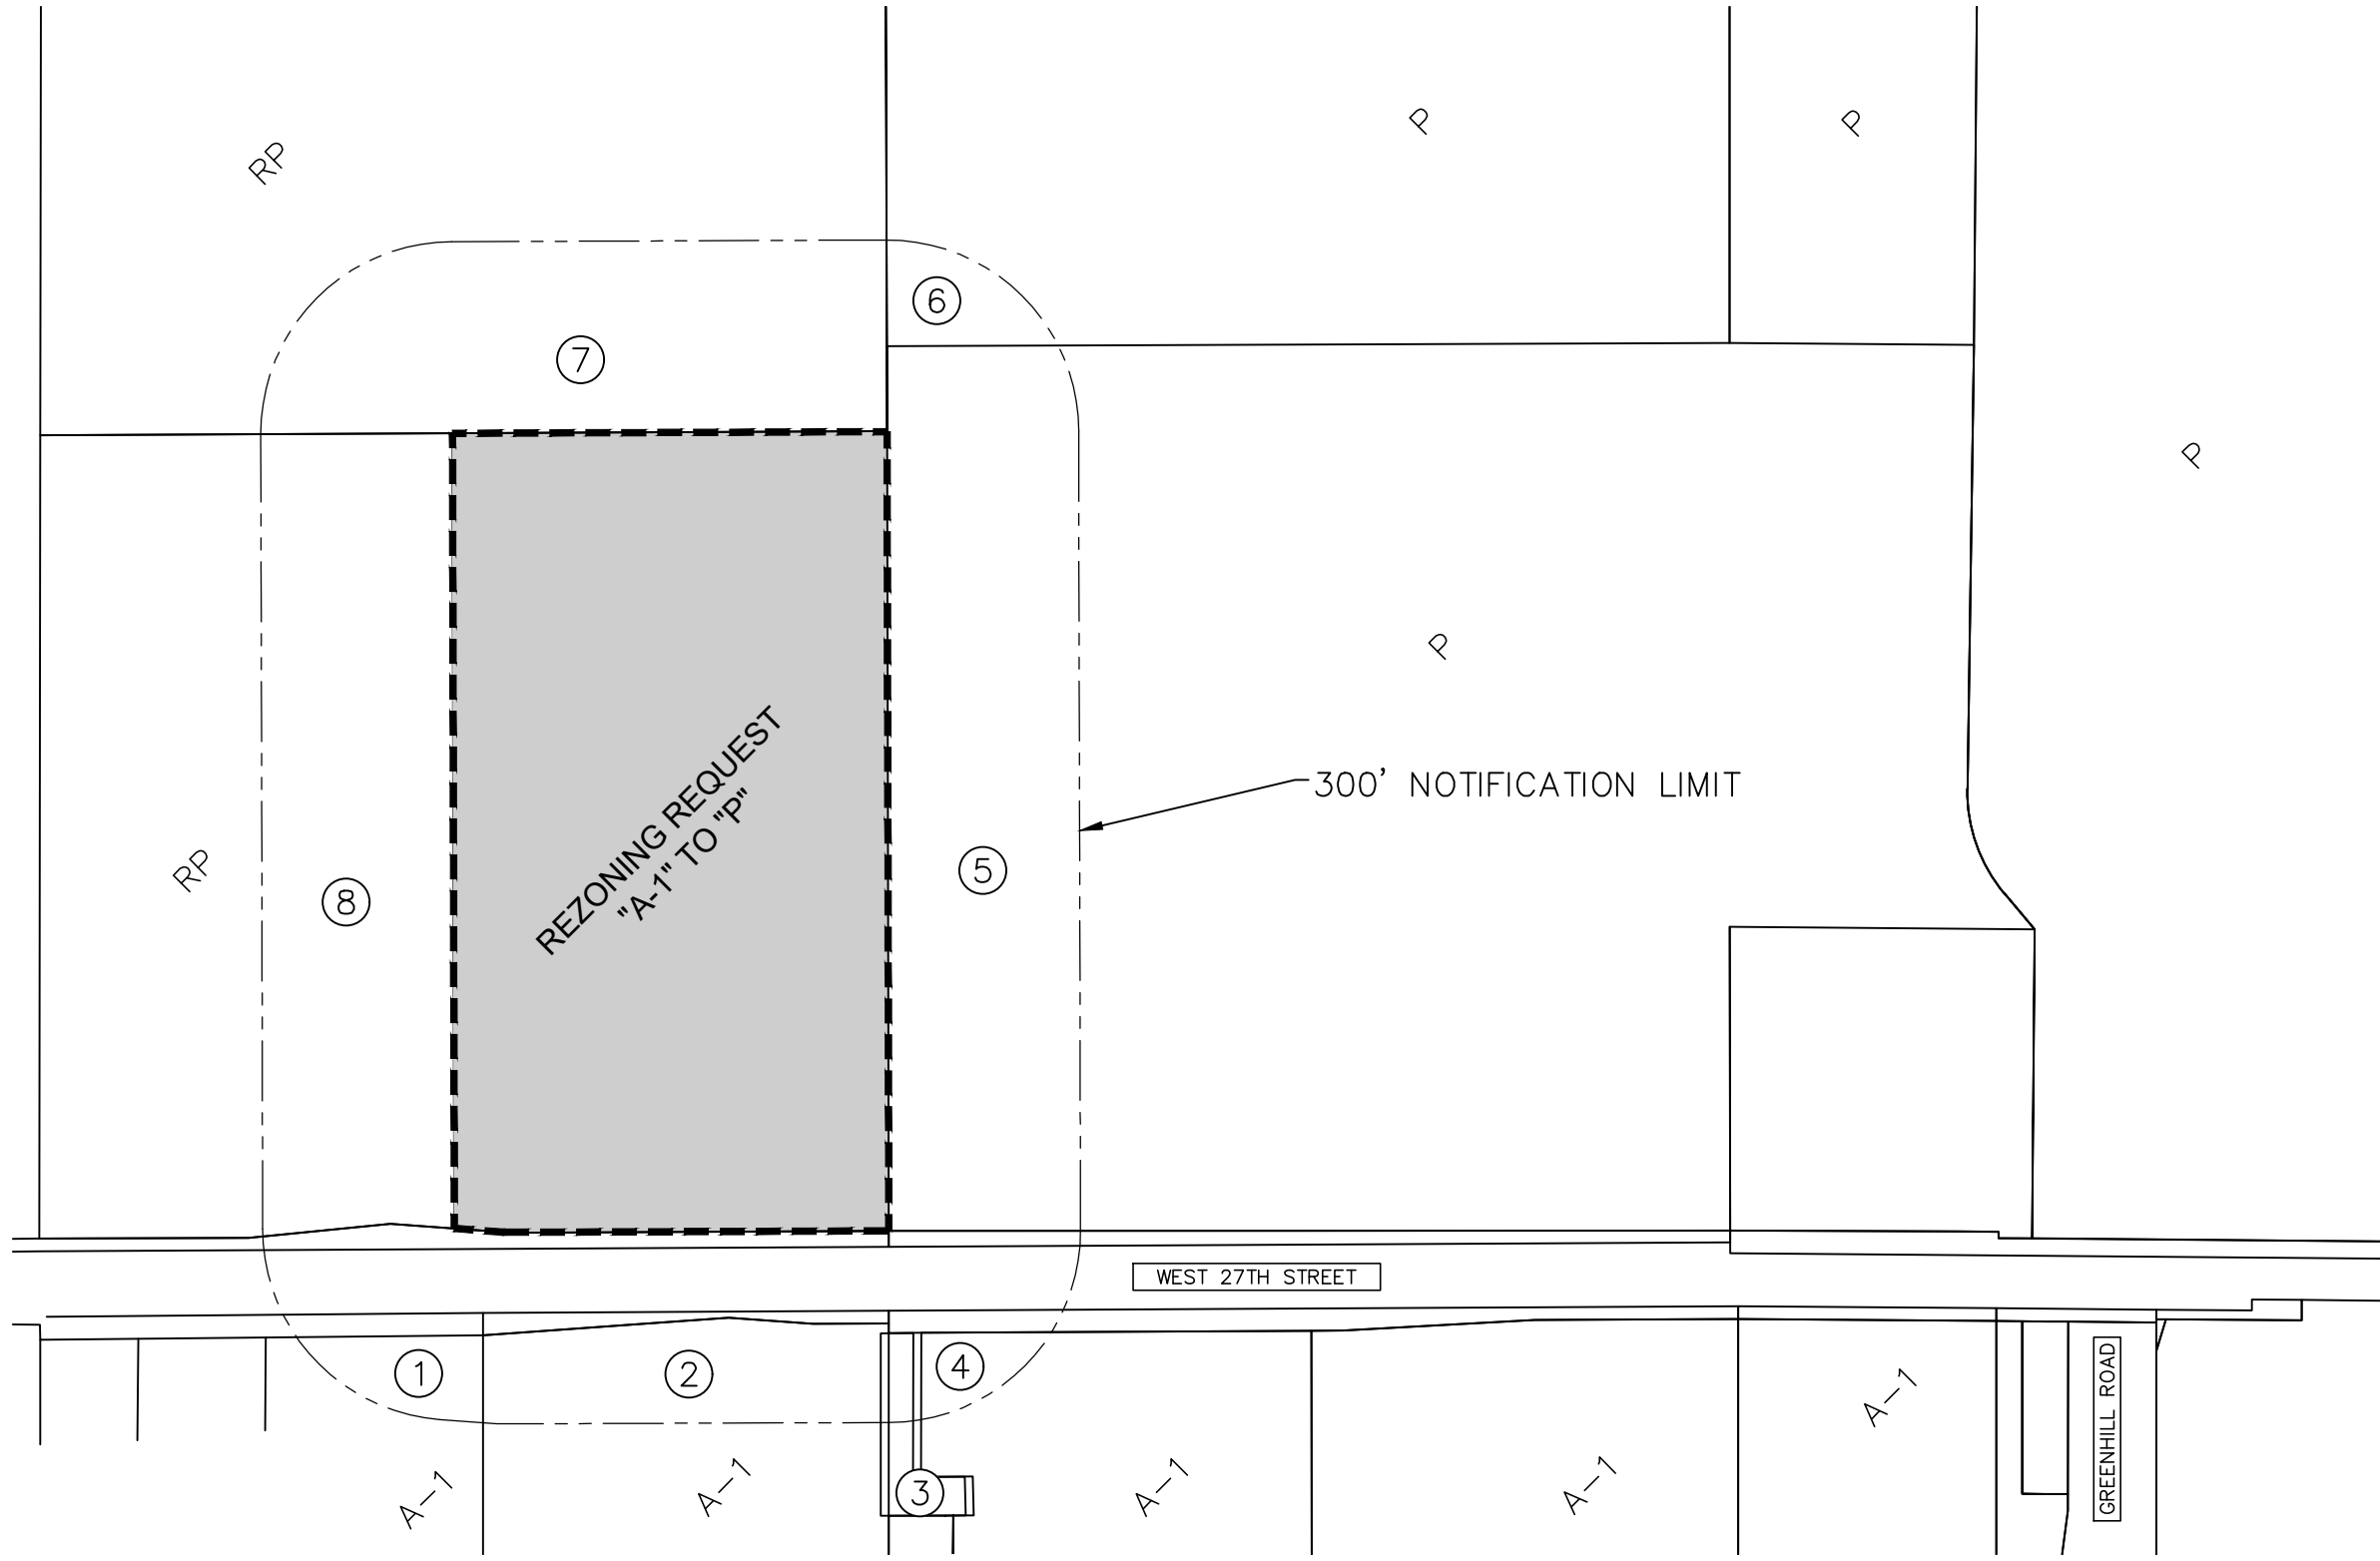 P
P
RP
6
7
P
P
REZONING REQUEST
"A-1" TO "P"
300' NOTIFICATION LIMIT
RP
8
5
WEST 27TH STREET
1
2
4
A-1
GREENHILL ROAD
3
A-1
A-1
A-1
A-1